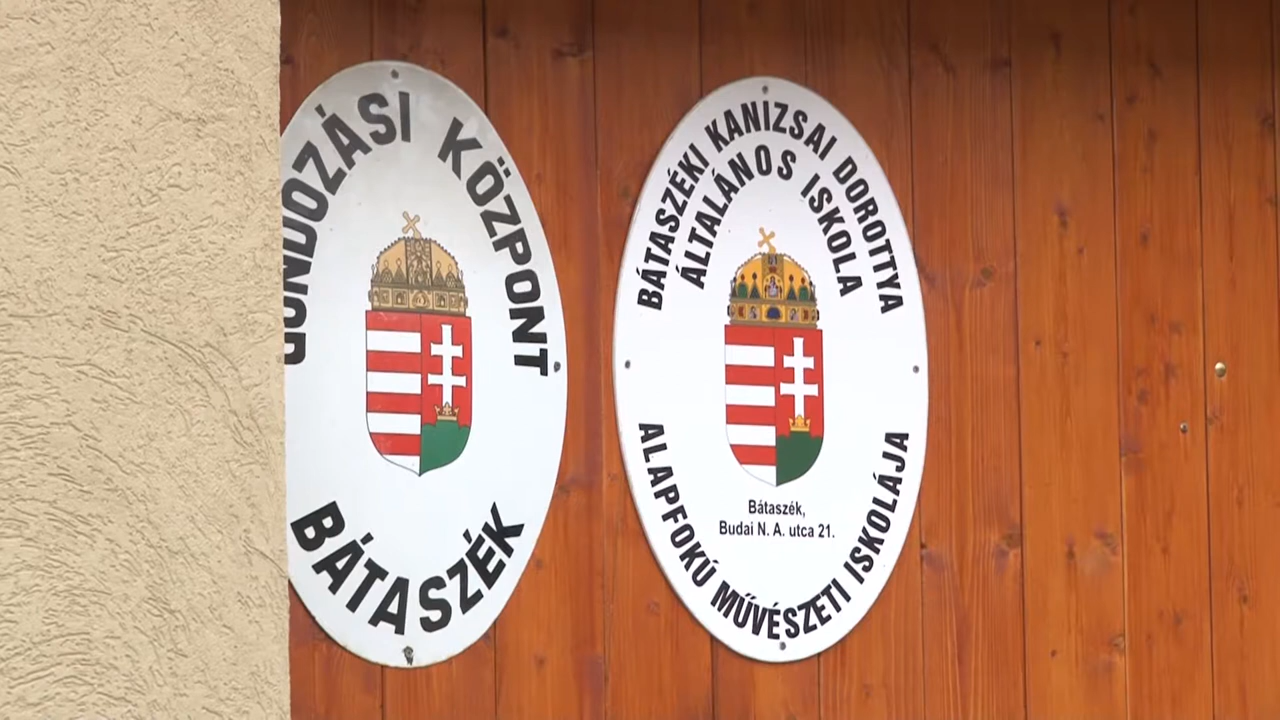 GONDOZÁSI KÖZPONT
BÁTASZÉK
BÁTASZÉKI KANIZSAI DOROTTYA
ÁLTALÁNOS ISKOLA
Bátaszék,
Budai N. A. utca 21.
ALAPFOKÚ MŰVÉSZETI ISKOLÁJA